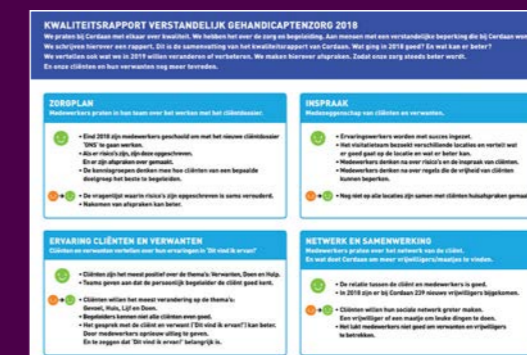 KWALITEITSRAPPORT VERSTANDELIJK GEHANDICAPTENZORG 2018
We praten bij Cordaan met elkaar over kwaliteit. We hebben het over de zorg en begeleiding. Aan mensen met een verstandelijke beperking die bij Cordaan won
We schrijven hierover een rapport. Dit is de samenvatting van het kwaliteitsrapport van Cordaan. Wat ging in 2018 goed? En wat kan er beter?
We vertellen ook wat we in 2019 willen veranderen of verbeteren. We maken hierover afspraken. Zodat onze zorg steeds beter wordt.
En onze cliënten en hun verwanten nog meer tevreden.
ZORGPLAN
Medewerkers praten in hun team over het werken met het cliëntdossier.
• Eind 2018 zijn medewerkers geschoold om met het nieuwe cliëntdossier
'ONS' te gaan werken.
• Als er risico's zijn, zijn deze opgeschreven.
En er zijn afspraken over gemaakt.
• De kennisgroepen denken mee hoe cliënten van een bepaalde
doelgroep het beste te begeleiden.
• De vragenlijst waarin risico's zijn opgeschreven is soms verouderd.
• Nakomen van afspraken kan beter.
INSPRAAK
Medezeggenschap van cliënten en verwanten.
• Ervaringswerkers worden met succes ingezet.
• Het visitatieteam bezoekt verschillende locaties en vertelt wat
er goed gaat op de locatie en wat er beter kan.
• Medewerkers denken na over risico's en de inspraak van cliënten.
• Medewerkers denken na over regels die de vrijheid van cliënten
kunnen beperken.
• Nog niet op alle locaties zijn samen met cliënten huisafspraken gemaa
ERVARING CLIËNTEN EN VERWANTEN
Cliënten en verwanten vertellen over hun ervaringen in 'Dit vind ik ervan!'
• Cliënten zijn het meest positief over de thema's: Verwanten, Doen en Hulp.
• Teams geven aan dat de persoonlijk begeleider de cliënt goed kent.
• Cliënten willen het meest verandering op de thema's:
Gevoel, Huis, Lijf en Doen.
• Begeleiders kennen niet alle cliënten even goed.
• Het gesprek met de cliënt en verwant ('Dit vind ik ervan!') kan beter.
Door medewerkers opnieuw uitleg te geven.
En te zeggen dat 'Dit vind ik ervan!' belangrijk is.
NETWERK EN SAMENWERKING
Medewerkers praten over het netwerk van de cliënt.
En wat doet Cordaan om meer vrijwilligers/maatjes te vinden.
• De relatie tussen de cliënt en medewerkers is goed.
• In 2018 zijn er bij Cordaan 239 nieuwe vrijwilligers bijgekomen.
• Cliënten willen hun sociale netwerk groter maken.
Een vrijwilliger of een maatje om leuke dingen te doen.
• Het lukt medewerkers niet goed om verwanten en vrijwilligers
te betrekken.